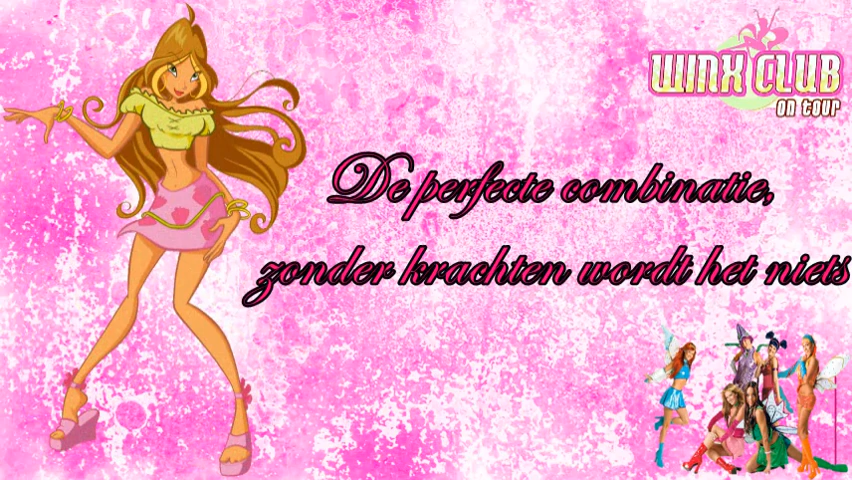 WINX CLUB
on tour
De perfecte combinatie,
zonder krachten wordt het niets